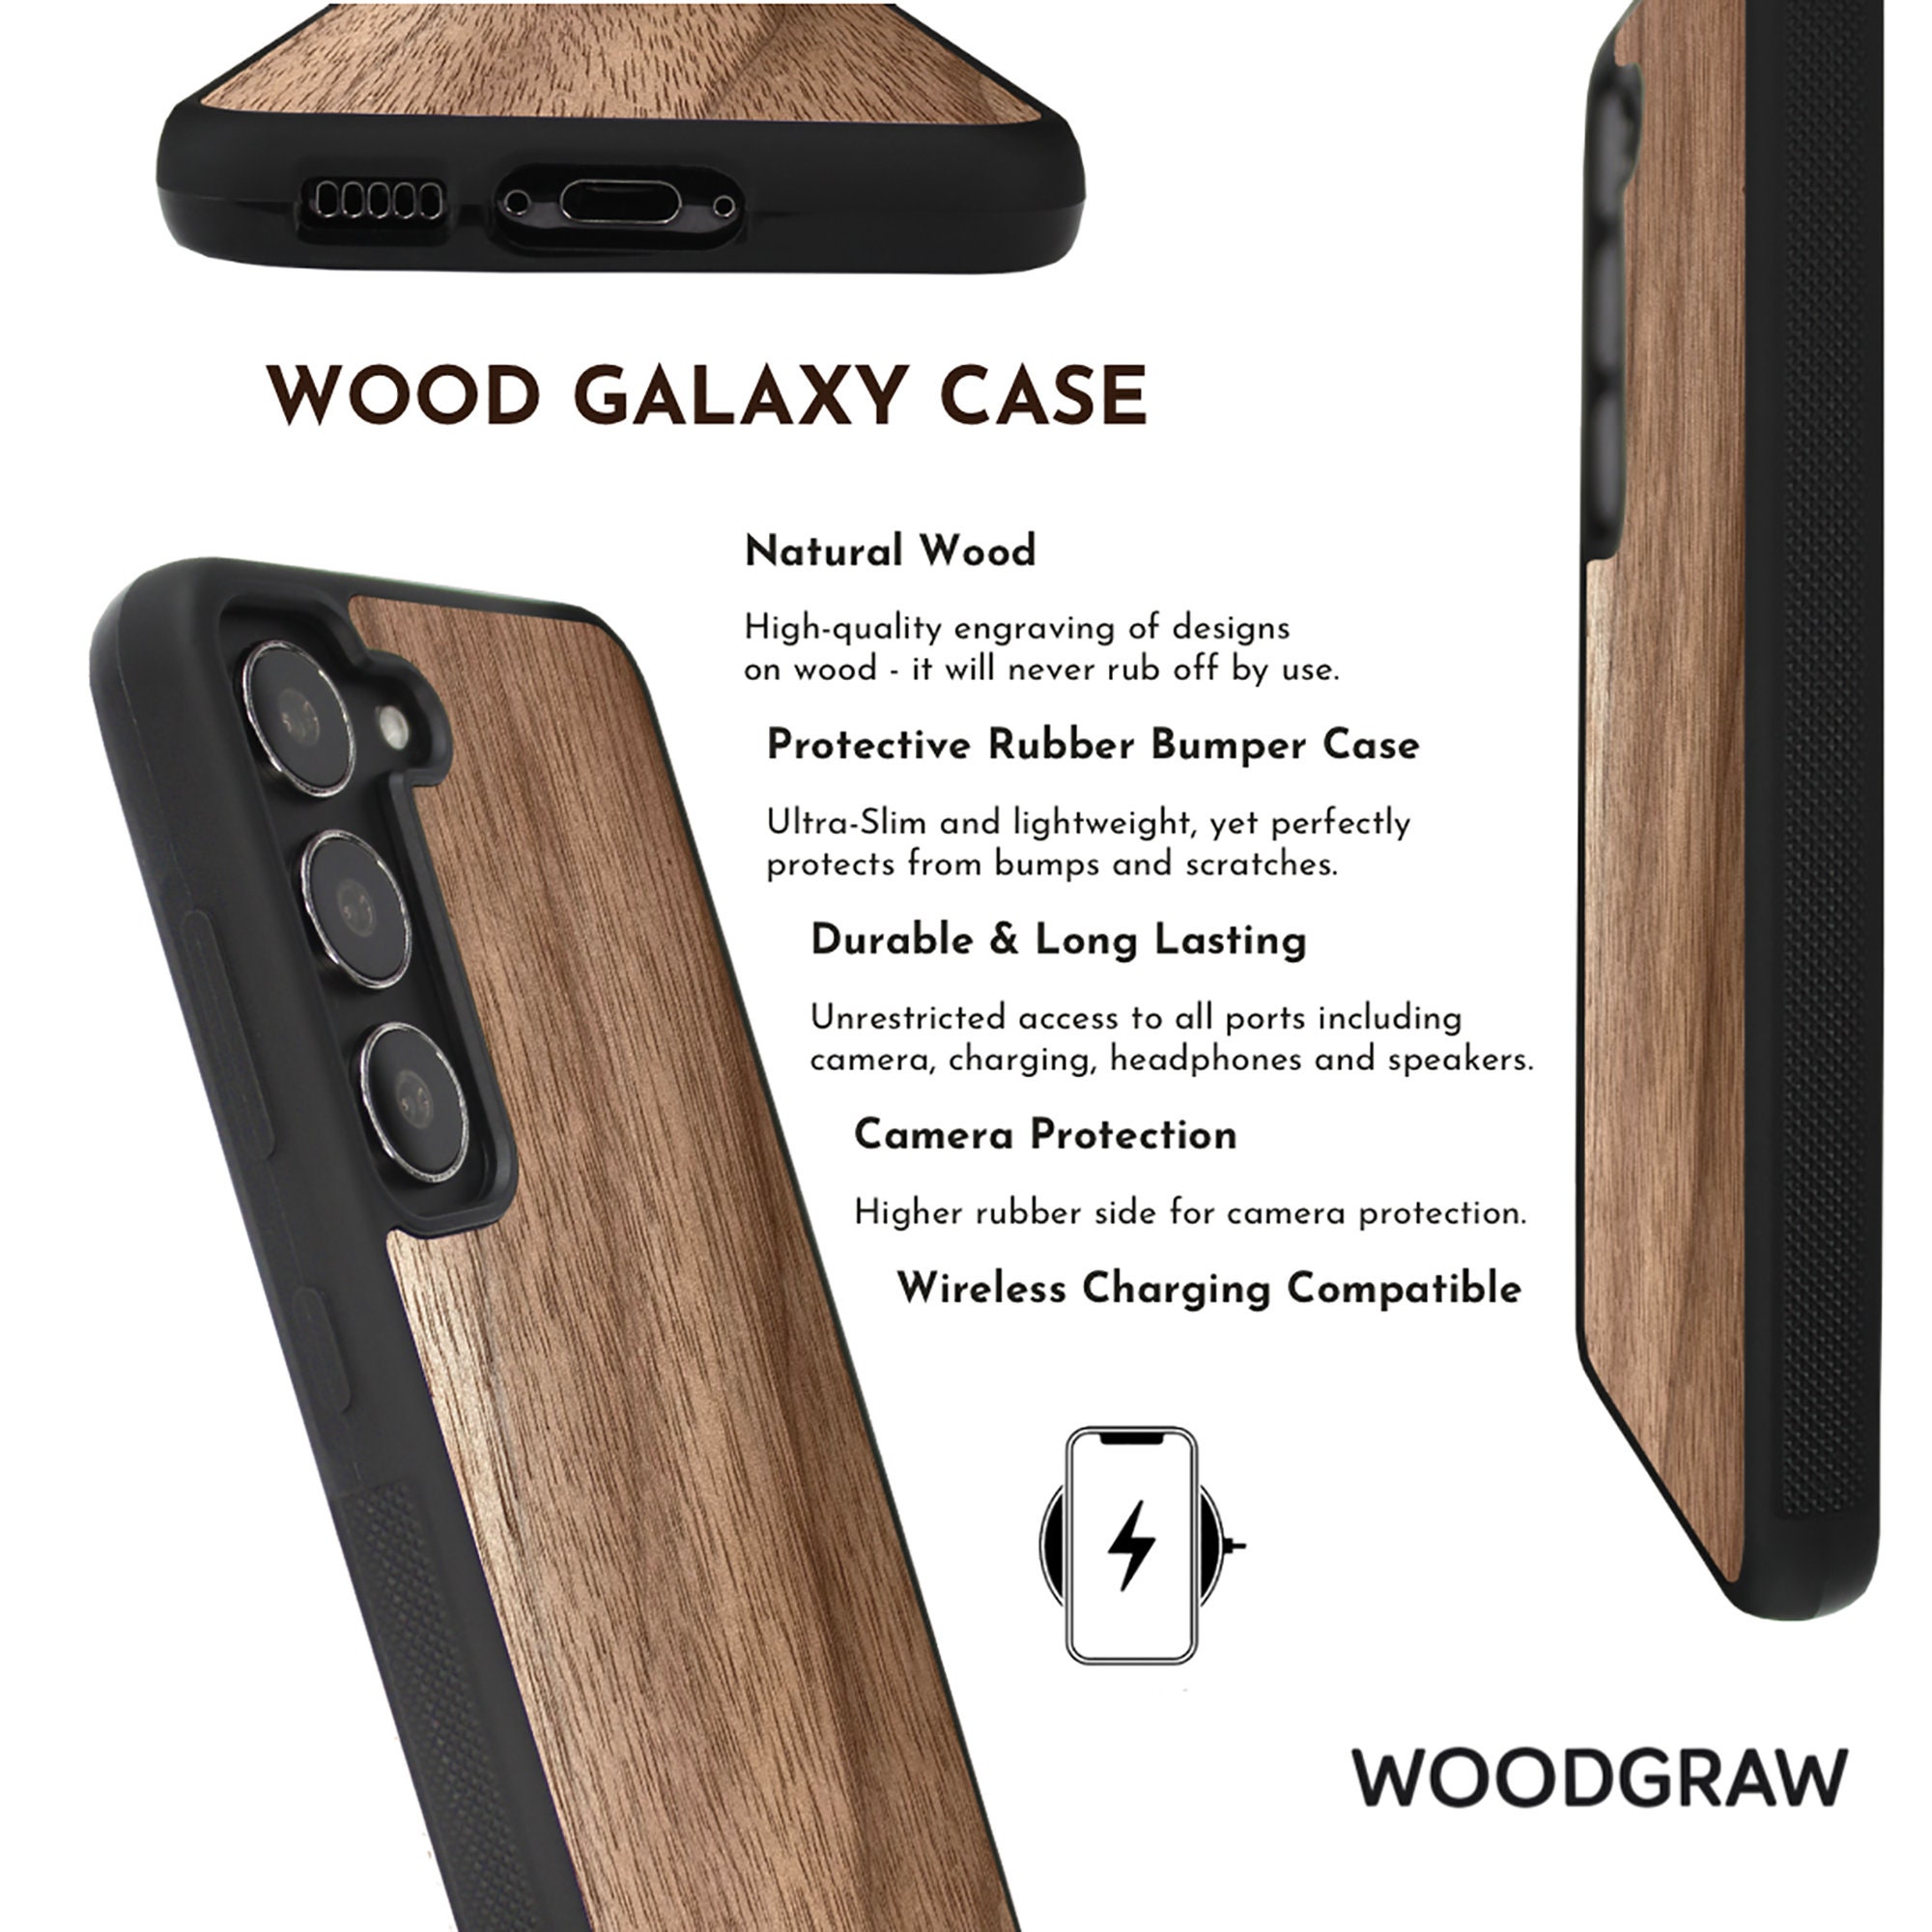 WOOD GALAXY CASE
Natural Wood
High-quality engraving of designs
on wood - it will never rub off by use.
Protective Rubber Bumper Case
Ultra-Slim and lightweight, yet perfectly
protects from bumps and scratches.
Durable & Long Lasting
Unrestricted access to all ports including
camera, charging, headphones and speakers.
Camera Protection
Higher rubber side for camera protection.
Wireless Charging Compatible
WOODGRAW